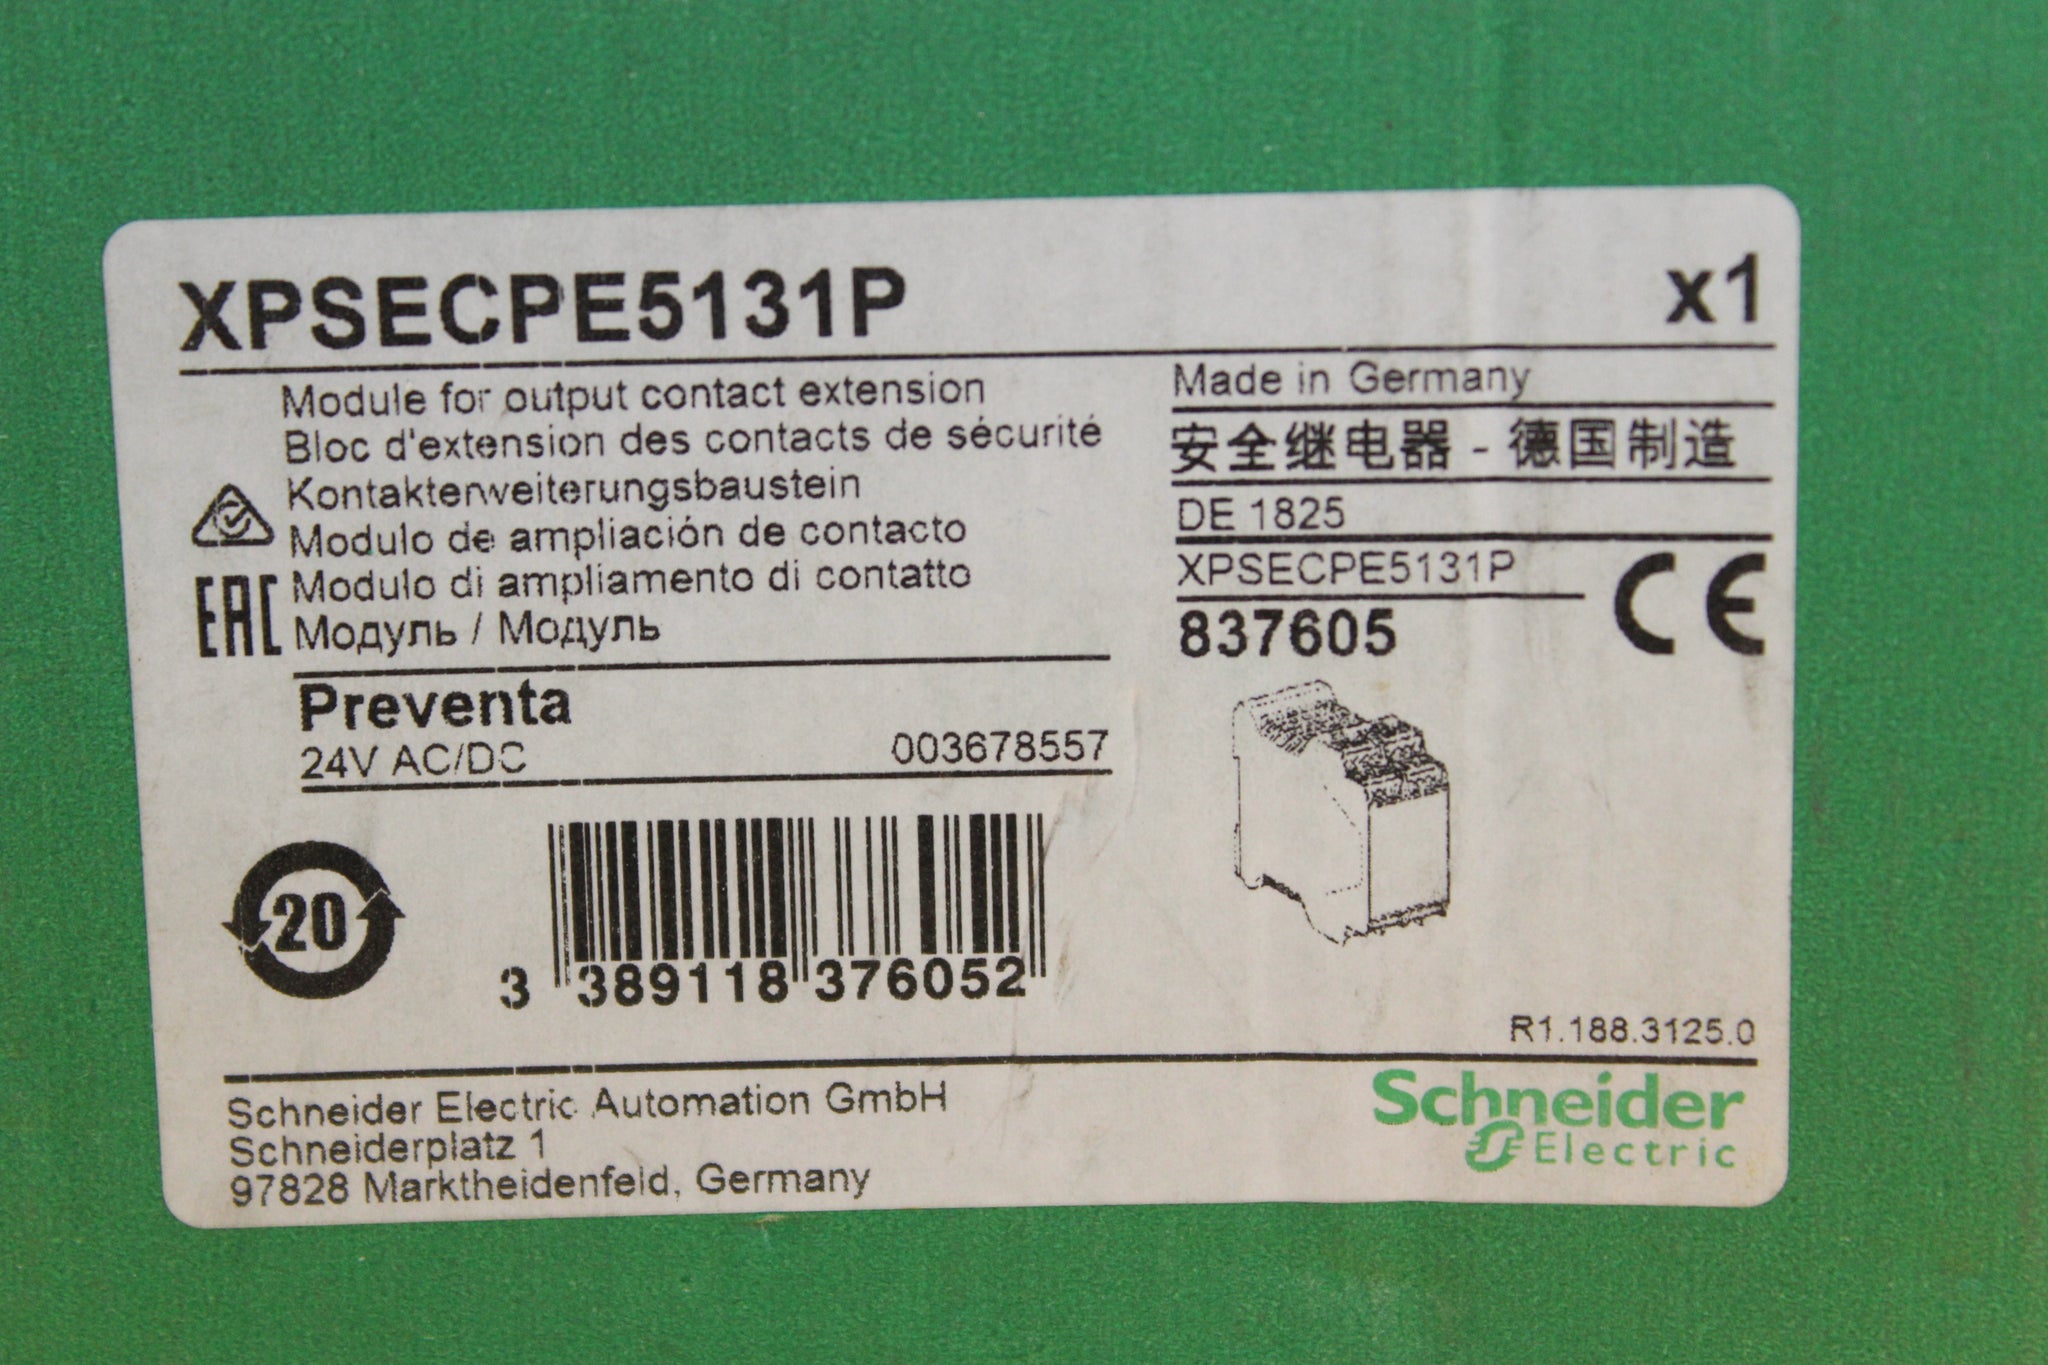 XPSECPE5131P x1
Module for output contact extension
Bloc d'extension des contacts de sécurité
Kontakterweiterungsbaustein
Modulo de ampliación de contacto
Modulo di ampliamento di contatto
Модуль / Модуль
EAC
Preventa
24V AC/DC 003678557
Made in Germany
安全继电器 - 德国制造
DE 1825
XPSECPE5131P
837605
CE
20
3 389118 376052
R1.188.3125.0
Schneider Electric Automation GmbH
Schneiderplatz 1
97828 Marktheidenfeld, Germany
Schneider
Electric